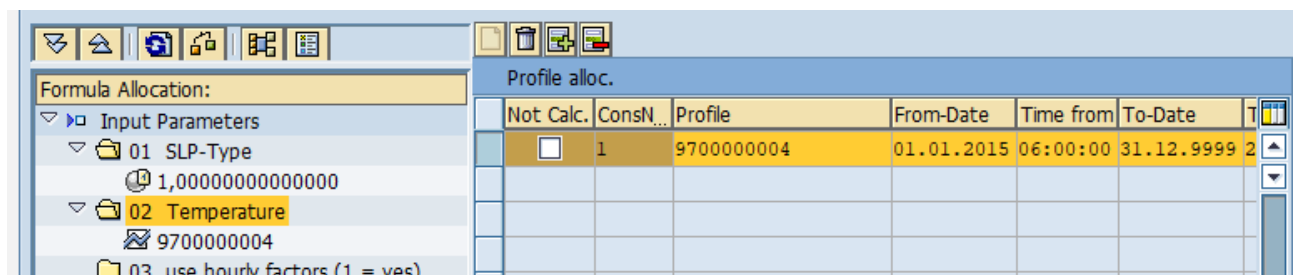 Formula Allocation:
Input Parameters
01 SLP-Type
1,00000000000000
02 Temperature
9700000004
03 use hourly factors (1 = yes)
Profile alloc.
Not Calc. ConsN... Profile From-Date Time from To-Date T
1 9700000004 01.01.2015 06:00:00 31.12.9999 2